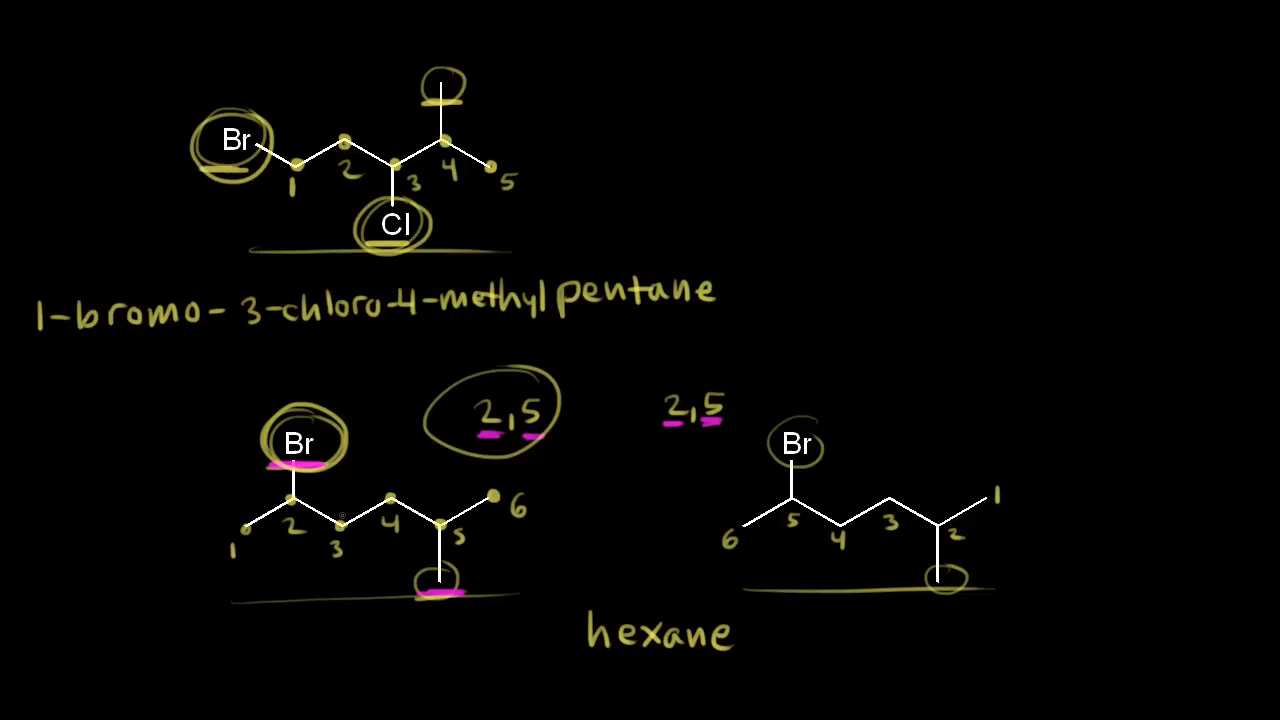 Br
1 2 3 4 5
Cl
1-bromo-3-chloro-4-methylpentane
2,5 2,5
Br Br
1 2 3 4 5 6
6 5 4 3 2 1
hexane